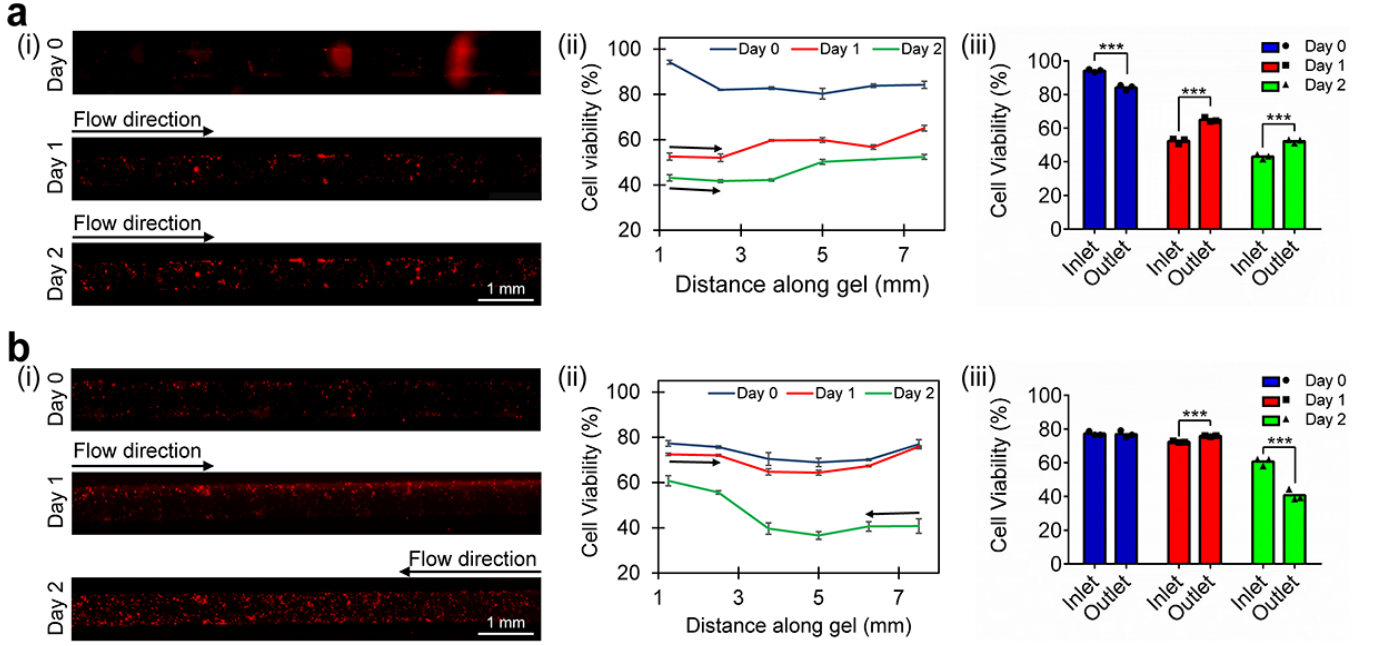 a
(i)
Day 0
Flow direction
Day 1
Flow direction
Day 2
1 mm
(ii)
Cell viability (%)
100
80
60
40
20
Day 0 Day 1 Day 2
1 3 5 7
Distance along gel (mm)
(iii)
Cell Viability (%)
100
80
60
40
20
0
*** *** ***
Day 0
Day 1
Day 2
Inlet Outlet Inlet Outlet Inlet Outlet
b
(i)
Day 0
Flow direction
Day 1
Flow direction
Day 2
1 mm
(ii)
Cell viability (%)
100
80
60
40
20
Day 0 Day 1 Day 2
1 3 5 7
Distance along gel (mm)
(iii)
Cell Viability (%)
100
80
60
40
20
0
*** ***
Day 0
Day 1
Day 2
Inlet Outlet Inlet Outlet Inlet Outlet